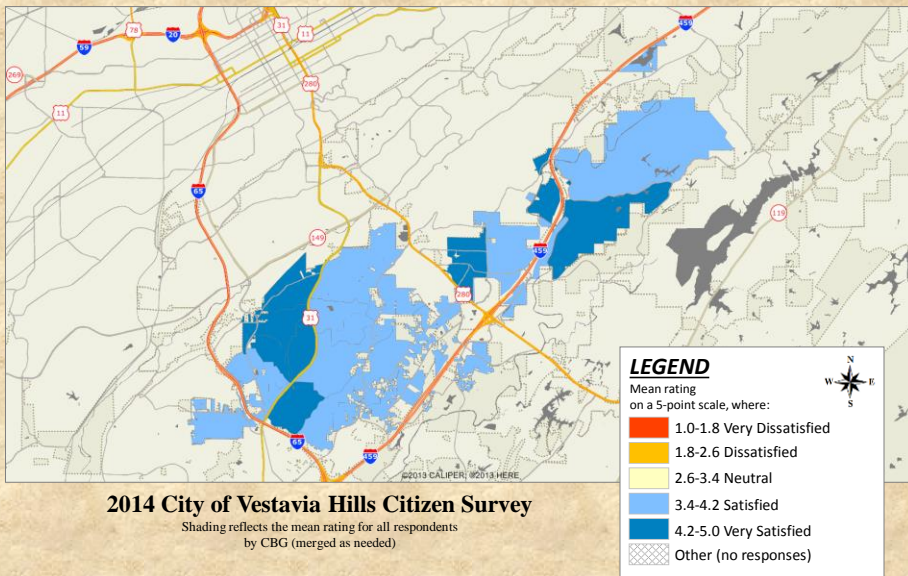 31
459
78
11
20
59
280
269
11
65
119
149
459
280
31
65
459
©2013 CALIPER; ©2013 HERE
2014 City of Vestavia Hills Citizen Survey
Shading reflects the mean rating for all respondents
by CBG (merged as needed)
LEGEND
Mean rating
on a 5-point scale, where:
1.0-1.8 Very Dissatisfied
1.8-2.6 Dissatisfied
2.6-3.4 Neutral
3.4-4.2 Satisfied
4.2-5.0 Very Satisfied
Other (no responses)
N
W E
S